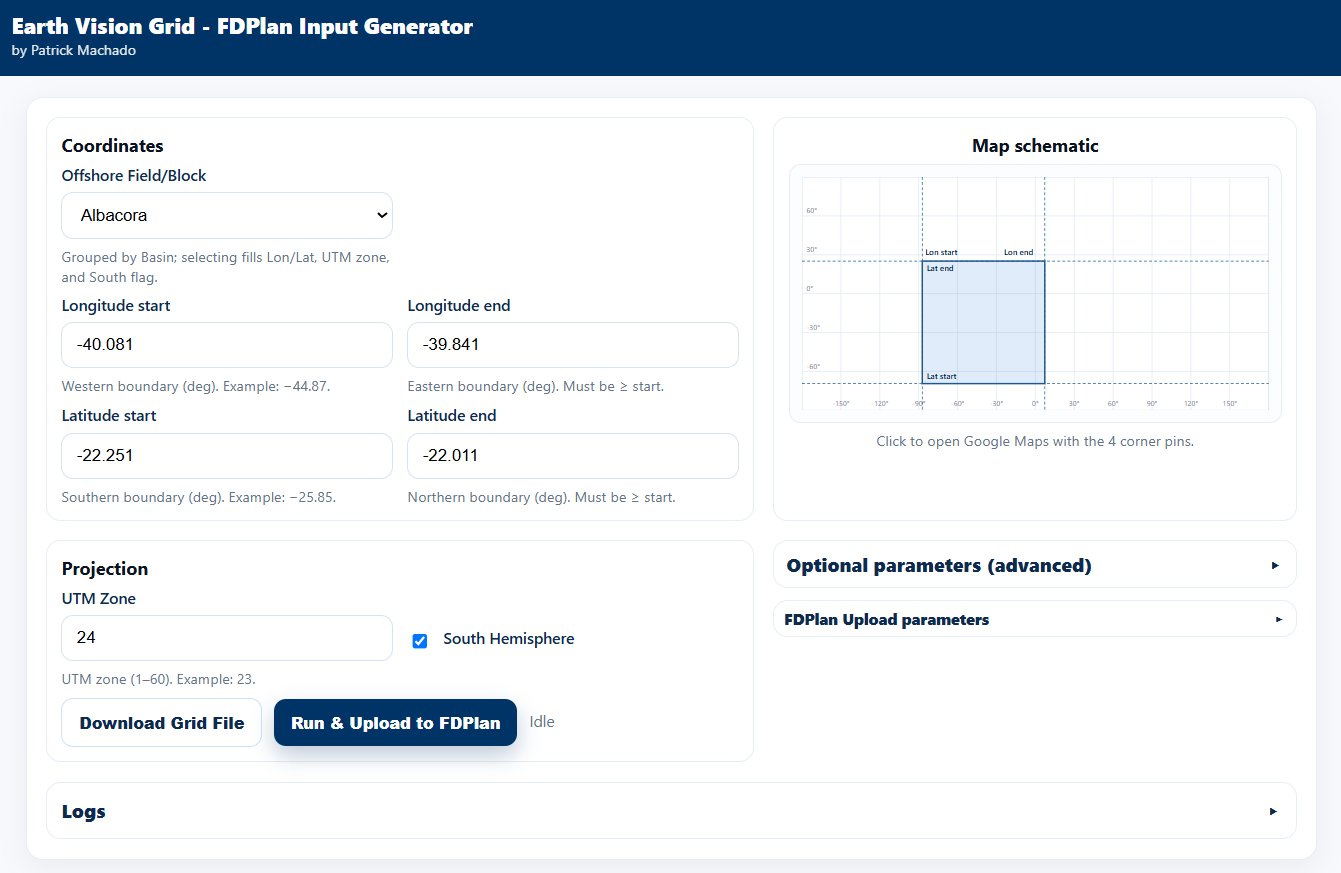 Earth Vision Grid - FDPlan Input Generator
by Patrick Machado
Coordinates
Offshore Field/Block
Albacora
Grouped by Basin; selecting fills Lon/Lat, UTM zone,
and South flag.
Longitude start
Longitude end
-40.081
-39.841
Western boundary (deg). Example: −44.87.
Eastern boundary (deg). Must be ≥ start.
Latitude start
Latitude end
-22.251
-22.011
Southern boundary (deg). Example: −25.85.
Northern boundary (deg). Must be ≥ start.
Map schematic
60°
30°
Lon start
Lon end
Lat end
0°
-30°
-60°
Lat start
-150°
-120°
-90°
-60°
-30°
0°
30°
60°
90°
120°
150°
Click to open Google Maps with the 4 corner pins.
Projection
UTM Zone
24
South Hemisphere
UTM zone (1–60). Example: 23.
Download Grid File
Run & Upload to FDPlan
Idle
Optional parameters (advanced)
FDPlan Upload parameters
Logs